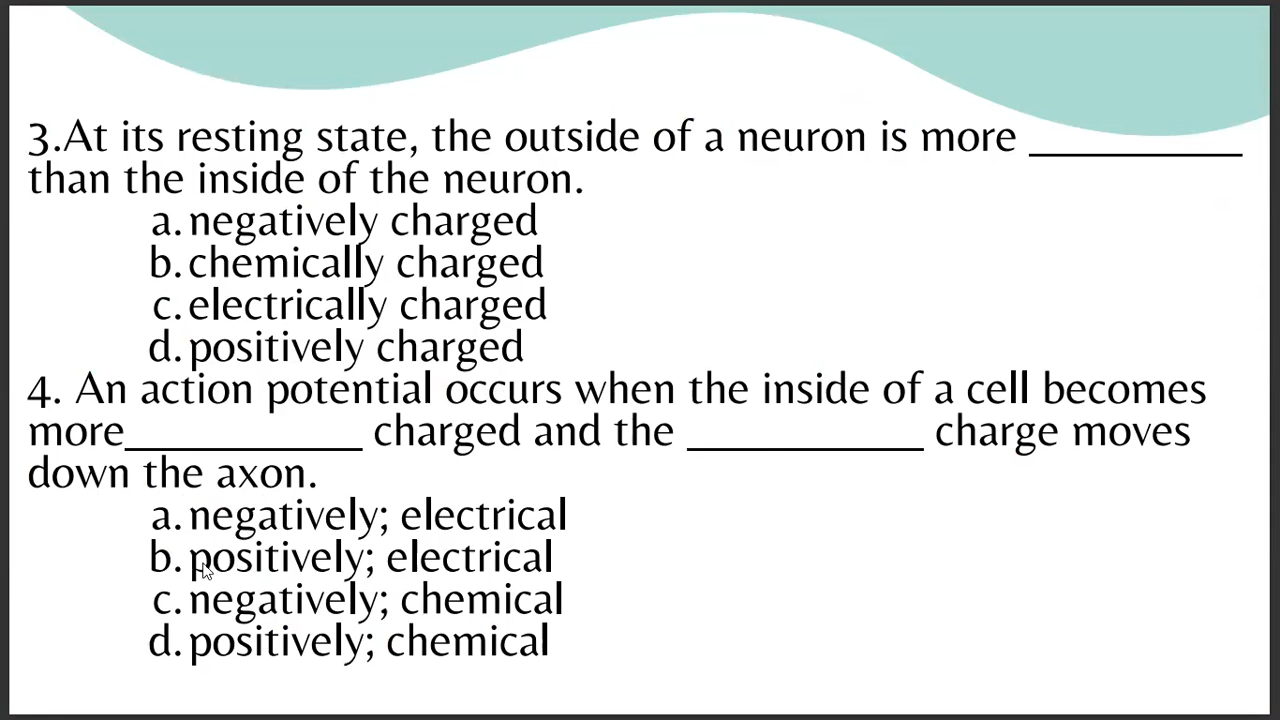 3.At its resting state, the outside of a neuron is more __________
than the inside of the neuron.
a. negatively charged
b. chemically charged
c. electrically charged
d. positively charged
4. An action potential occurs when the inside of a cell becomes
more___________ charged and the ___________ charge moves
down the axon.
a. negatively; electrical
b. positively; electrical
c. negatively; chemical
d. positively; chemical